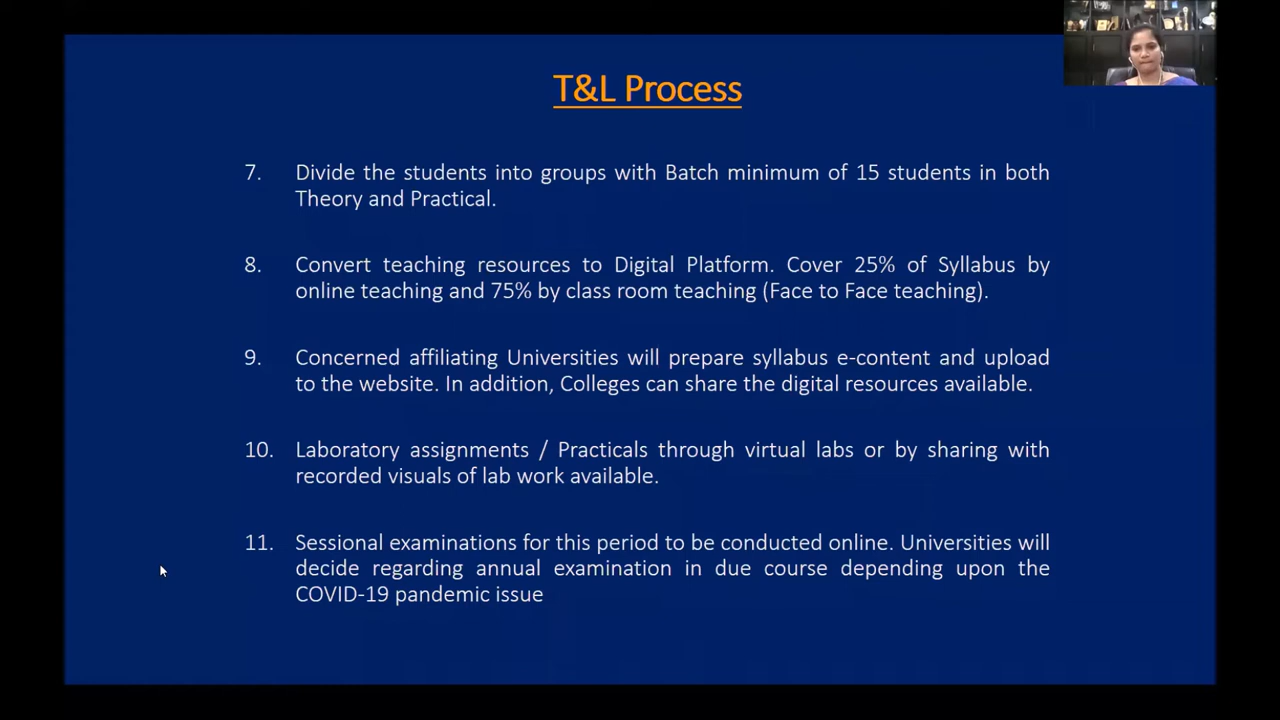 T&L Process
7. Divide the students into groups with Batch minimum of 15 students in both
Theory and Practical.
8. Convert teaching resources to Digital Platform. Cover 25% of Syllabus by
online teaching and 75% by class room teaching (Face to Face teaching).
9. Concerned affiliating Universities will prepare syllabus e-content and upload
to the website. In addition, Colleges can share the digital resources available.
10. Laboratory assignments / Practicals through virtual labs or by sharing with
recorded visuals of lab work available.
11. Sessional examinations for this period to be conducted online. Universities will
decide regarding annual examination in due course depending upon the
COVID-19 pandemic issue